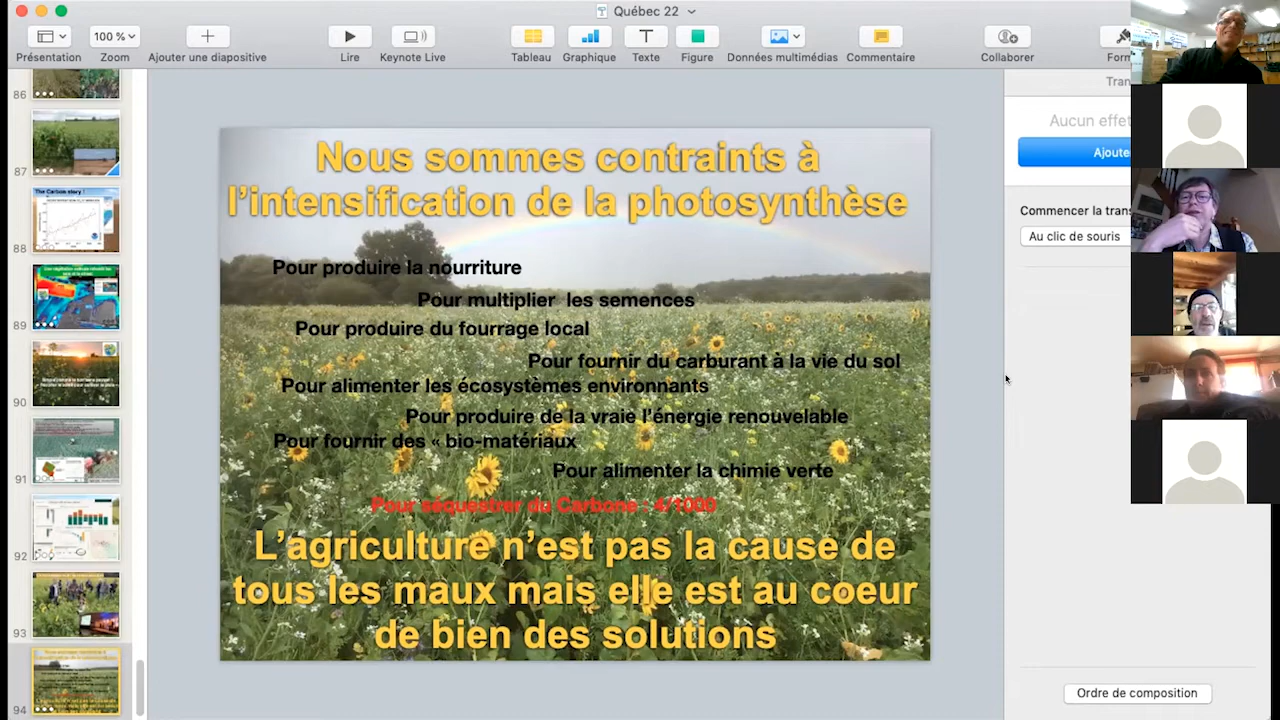 Québec 22
100 %
Présentation
Zoom
Ajouter une diapositive
Lire
Keynote Live
Tableau
Graphique
Texte
Figure
Données multimédias
Commentaire
Collaborer
Form
86
87
88
89
90
91
92
93
94
The Carbon story !
Nous sommes contraints à
l’intensification de la photosynthèse
Pour produire la nourriture
Pour multiplier les semences
Pour produire du fourrage local
Pour fournir du carburant à la vie du sol
Pour alimenter les écosystèmes environnants
Pour produire de la vraie l’énergie renouvelable
Pour fournir des « bio-matériaux
Pour alimenter la chimie verte
Pour séquestrer du Carbone : 4/1000
L’agriculture n’est pas la cause de
tous les maux mais elle est au coeur
de bien des solutions
Tran
Aucun effet
Ajoute
Commencer la trans
Au clic de souris
Ordre de composition